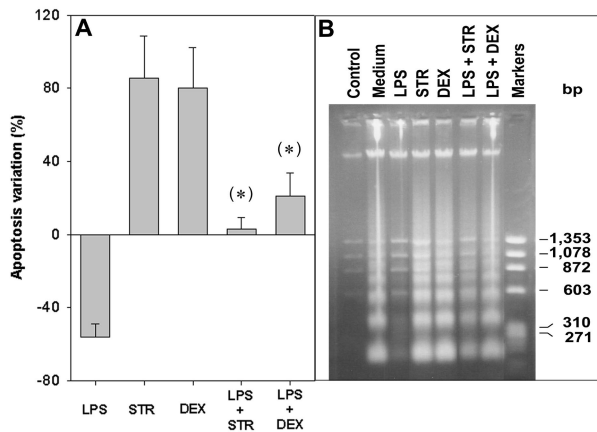 A
Apoptosis variation (%)
120
80
40
0
-40
-80
(*)
(*)
LPS
STR
DEX
LPS
+
STR
LPS
+
DEX
B
Control
Medium
LPS
STR
DEX
LPS + STR
LPS + DEX
Markers
bp
1,353
1,078
872
603
310
271